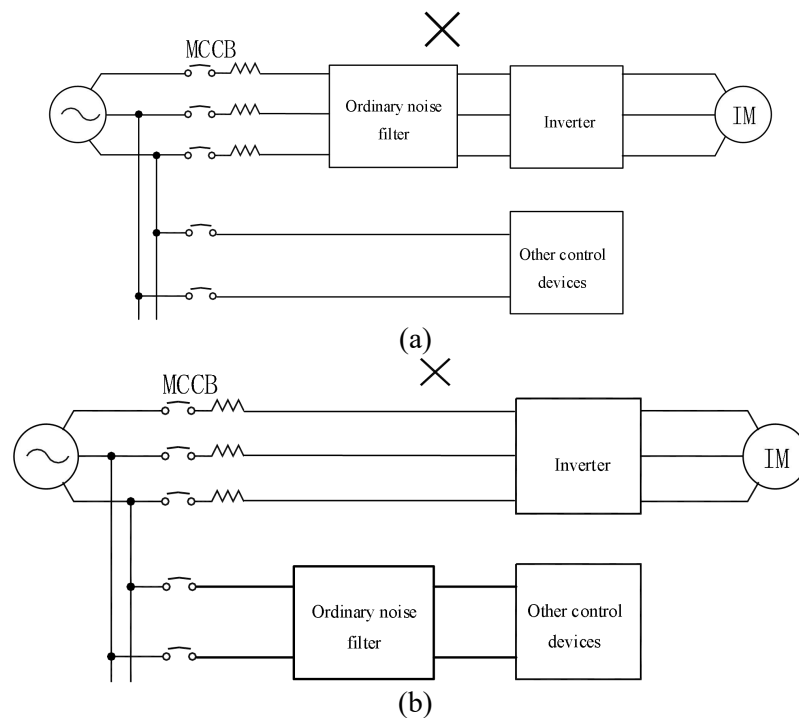 MCCB
Ordinary noise
filter
Inverter
IM
Other control
devices
(a)
MCCB
Inverter
IM
Ordinary noise
filter
Other control
devices
(b)